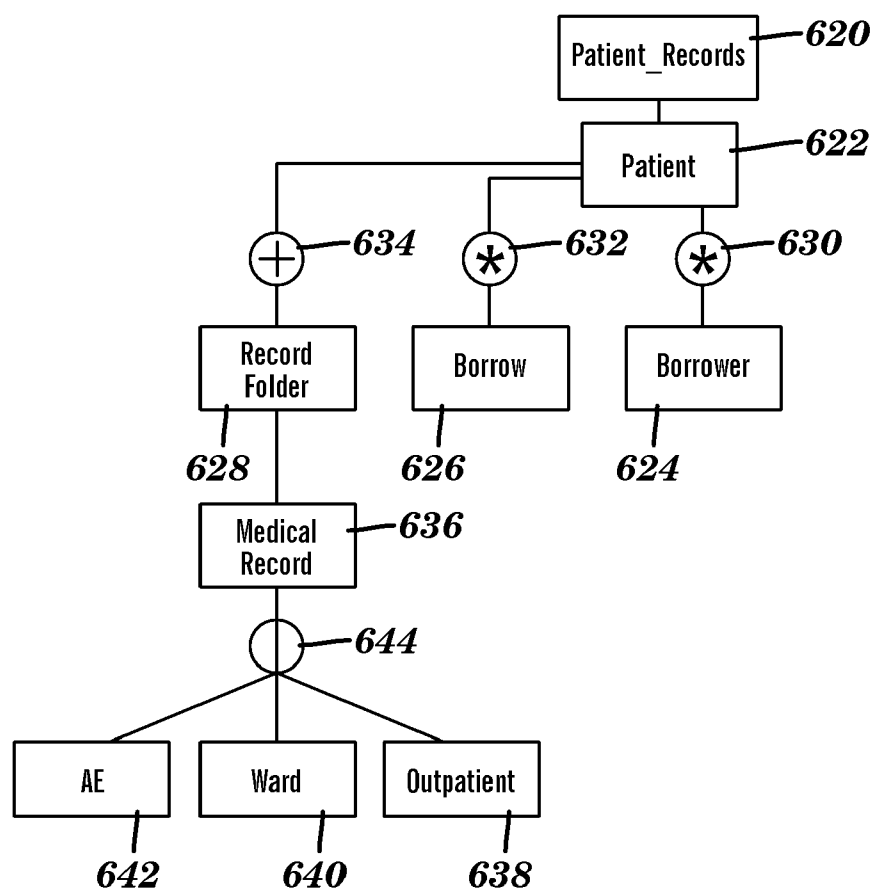 Patient_Records
620
Patient
622
+
634
*
632
*
630
Record
Folder
Borrow
Borrower
628
626
624
Medical
Record
636
644
AE
Ward
Outpatient
642
640
638